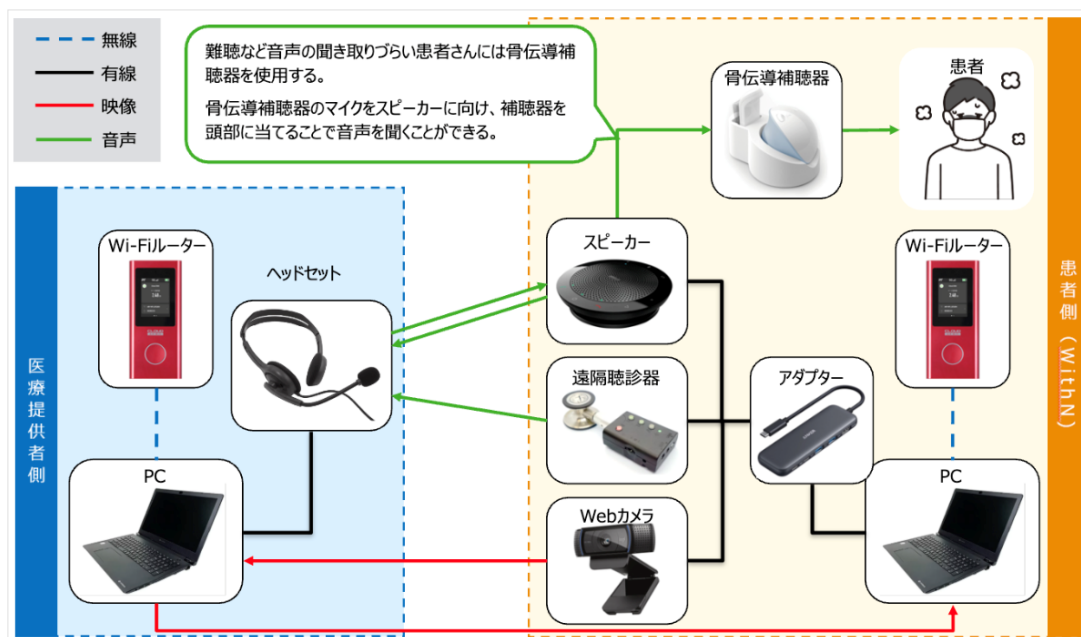 無線
有線
映像
音声
難聴など音声の聞き取りづらい患者さんには骨伝導補
聴器を使用する。
骨伝導補聴器のマイクをスピーカーに向け、補聴器を
頭部に当てることで音声を聞くことができる。
骨伝導補聴器
患者
医療提供者側
Wi-Fiルーター
ヘッドセット
PC
スピーカー
遠隔聴診器
Webカメラ
アダプター
Wi-Fiルーター
PC
患者側(WithN)